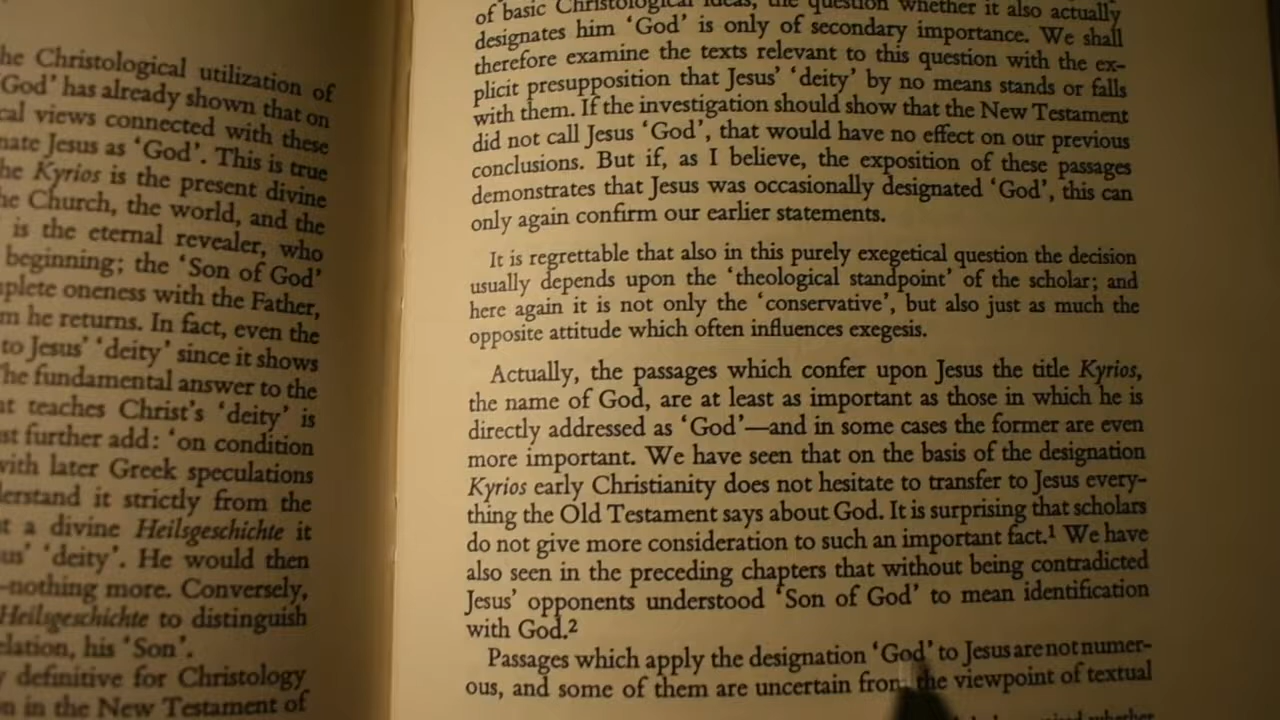 he Christological utilization of
'God' has already shown that on
cal views connected with these
nate Jesus as 'God'. This is true
he Kyrios is the present divine
he Church, the world, and the
is the eternal revealer, who
beginning; the 'Son of God'
plete oneness with the Father,
m he returns. In fact, even the
to Jesus' 'deity' since it shows
The fundamental answer to the
at teaches Christ's 'deity' is
st further add: 'on condition
with later Greek speculations
derstand it strictly from the
t a divine Heilsgeschichte it
us' 'deity'. He would then
—nothing more. Conversely,
Heilsgeschichte to distinguish
elation, his 'Son'.
y definitive for Christology
n in the New Testament of
of basic Christological ideas, the question whether it also actually
designates him 'God' is only of secondary importance. We shall
therefore examine the texts relevant to this question with the ex-
plicit presupposition that Jesus' 'deity' by no means stands or falls
with them. If the investigation should show that the New Testament
did not call Jesus 'God', that would have no effect on our previous
conclusions. But if, as I believe, the exposition of these passages
demonstrates that Jesus was occasionally designated 'God', this can
only again confirm our earlier statements.
It is regrettable that also in this purely exegetical question the decision
usually depends upon the 'theological standpoint' of the scholar; and
here again it is not only the 'conservative', but also just as much the
opposite attitude which often influences exegesis.
Actually, the passages which confer upon Jesus the title Kyrios,
the name of God, are at least as important as those in which he is
directly addressed as 'God'—and in some cases the former are even
more important. We have seen that on the basis of the designation
Kyrios early Christianity does not hesitate to transfer to Jesus every-
thing the Old Testament says about God. It is surprising that scholars
do not give more consideration to such an important fact.¹ We have
also seen in the preceding chapters that without being contradicted
Jesus' opponents understood 'Son of God' to mean identification
with God.²
Passages which apply the designation 'God' to Jesus are not numer-
ous, and some of them are uncertain from the viewpoint of textual
whether